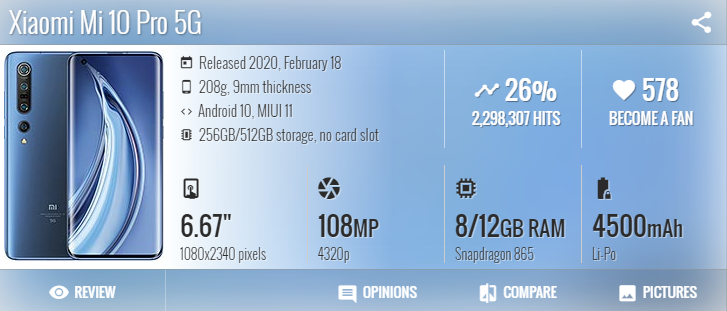 Xiaomi Mi 10 Pro 5G
Released 2020, February 18
208g, 9mm thickness
Android 10, MIUI 11
256GB/512GB storage, no card slot
26%
2,298,307 HITS
578
BECOME A FAN
6.67"
1080x2340 pixels
108MP
4320p
8/12GB RAM
Snapdragon 865
4500mAh
Li-Po
REVIEW
OPINIONS
COMPARE
PICTURES